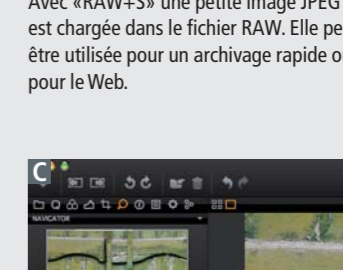 Avec «RAW+S» une petite image JPEG
est chargée dans le fichier RAW. Elle pe
être utilisée pour un archivage rapide o
pour le Web.
C
NAVIGATOR